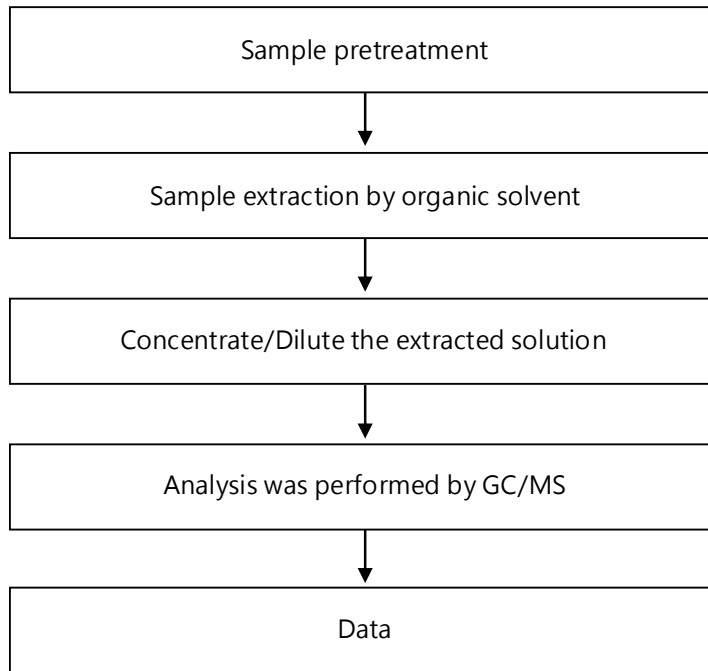 Sample pretreatment
Sample extraction by organic solvent
Concentrate/Dilute the extracted solution
Analysis was performed by GC/MS
Data